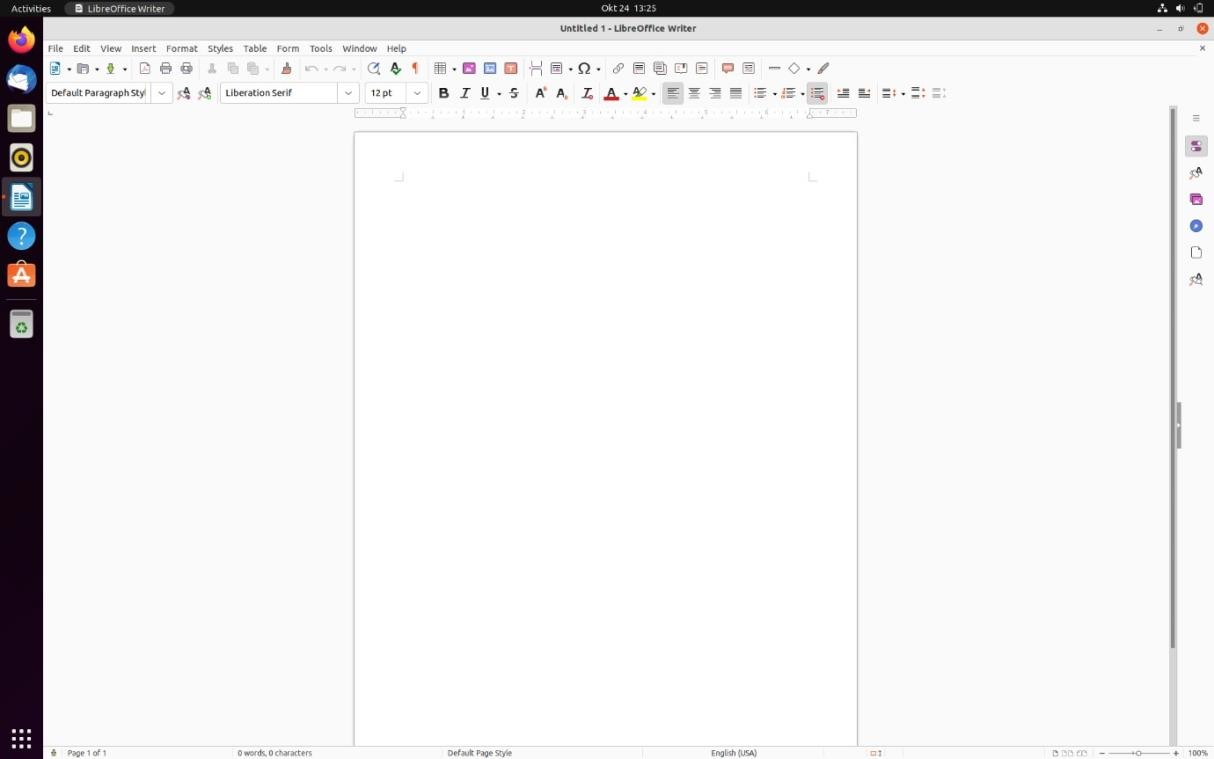 Activities LibreOffice Writer Okt 24 13:25
Untitled 1 - LibreOffice Writer
File Edit View Insert Format Styles Table Form Tools Window Help
Default Paragraph Styl Liberation Serif 12 pt
Page 1 of 1 0 words, 0 characters Default Page Style English (USA) 100%